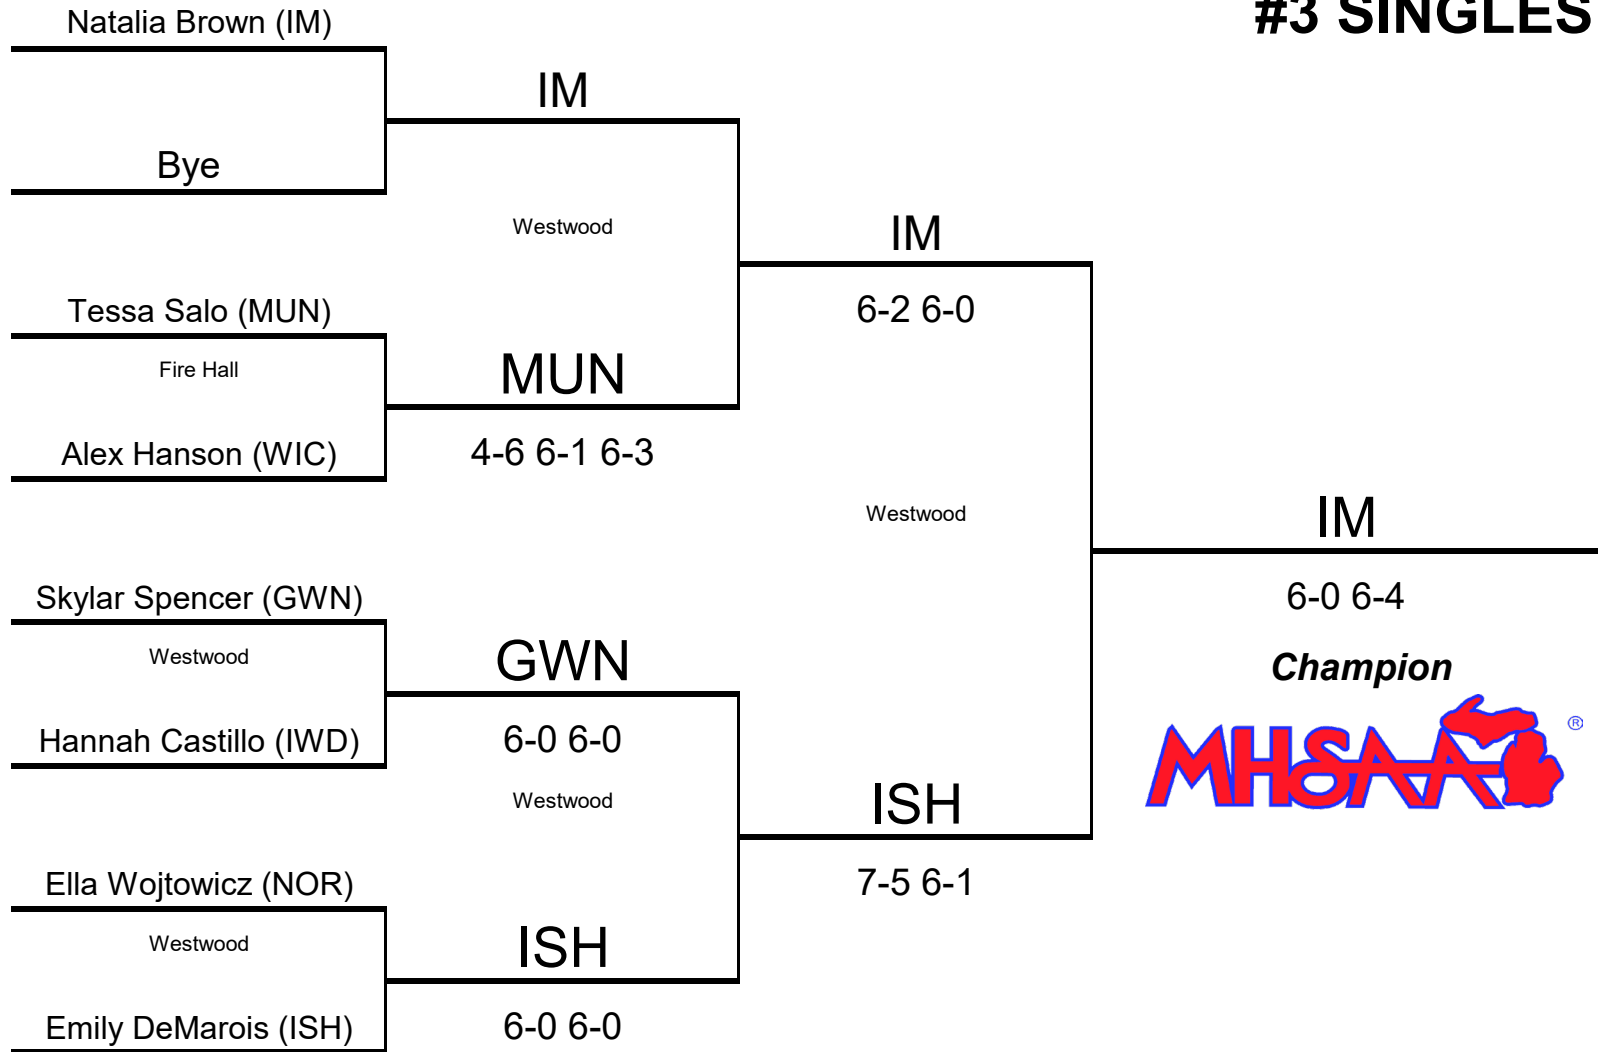 #3 SINGLES
Natalia Brown (IM)
IM
Bye
Westwood
IM
Tessa Salo (MUN)
6-2 6-0
Fire Hall
MUN
Alex Hanson (WIC)
4-6 6-1 6-3
Westwood
IM
Skylar Spencer (GWN)
6-0 6-4
Westwood
GWN
Champion
Hannah Castillo (IWD)
6-0 6-0
MHSAA ®
Westwood
ISH
Ella Wojtowicz (NOR)
7-5 6-1
Westwood
ISH
Emily DeMarois (ISH)
6-0 6-0